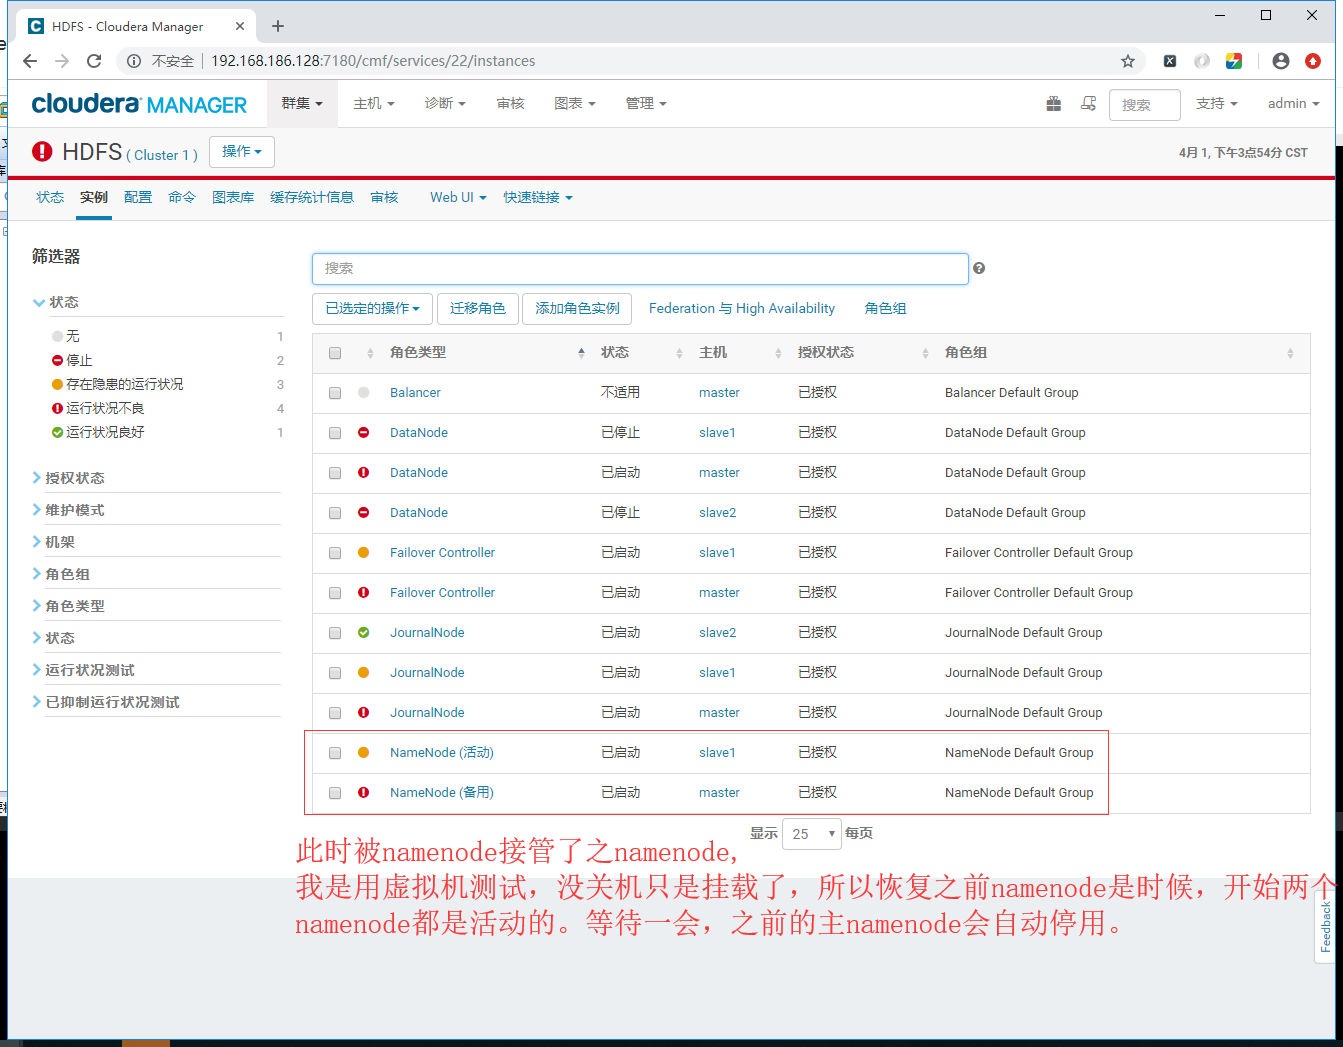 HDFS - Cloudera Manager
不安全 192.168.186.128:7180/cmf/services/22/instances
cloudera MANAGER 群集 主机 诊断 审核 图表 管理 搜索 支持 admin
HDFS ( Cluster 1 ) 操作 4月 1, 下午3点54分 CST
状态 实例 配置 命令 图表库 缓存统计信息 审核 Web UI 快速链接
筛选器
搜索
状态
无 1
停止 2
存在隐患的运行状况 3
运行状况不良 4
运行状况良好 1
授权状态
维护模式
机架
角色组
角色类型
状态
运行状况测试
已抑制运行状况测试
已选定的操作 迁移角色 添加角色实例 Federation 与 High Availability 角色组
角色类型 状态 主机 授权状态 角色组
Balancer 不适用 master 已授权 Balancer Default Group
DataNode 已停止 slave1 已授权 DataNode Default Group
DataNode 已启动 master 已授权 DataNode Default Group
DataNode 已停止 slave2 已授权 DataNode Default Group
Failover Controller 已启动 slave1 已授权 Failover Controller Default Group
Failover Controller 已启动 master 已授权 Failover Controller Default Group
JournalNode 已启动 slave2 已授权 JournalNode Default Group
JournalNode 已启动 slave1 已授权 JournalNode Default Group
JournalNode 已启动 master 已授权 JournalNode Default Group
NameNode (活动) 已启动 slave1 已授权 NameNode Default Group
NameNode (备用) 已启动 master 已授权 NameNode Default Group
显示 25 每页
此时被namenode接管了之namenode,
我是用虚拟机测试，没关机只是挂载了，所以恢复之前namenode是时候，开始两个
namenode都是活动的。等待一会，之前的主namenode会自动停用。
Feedback